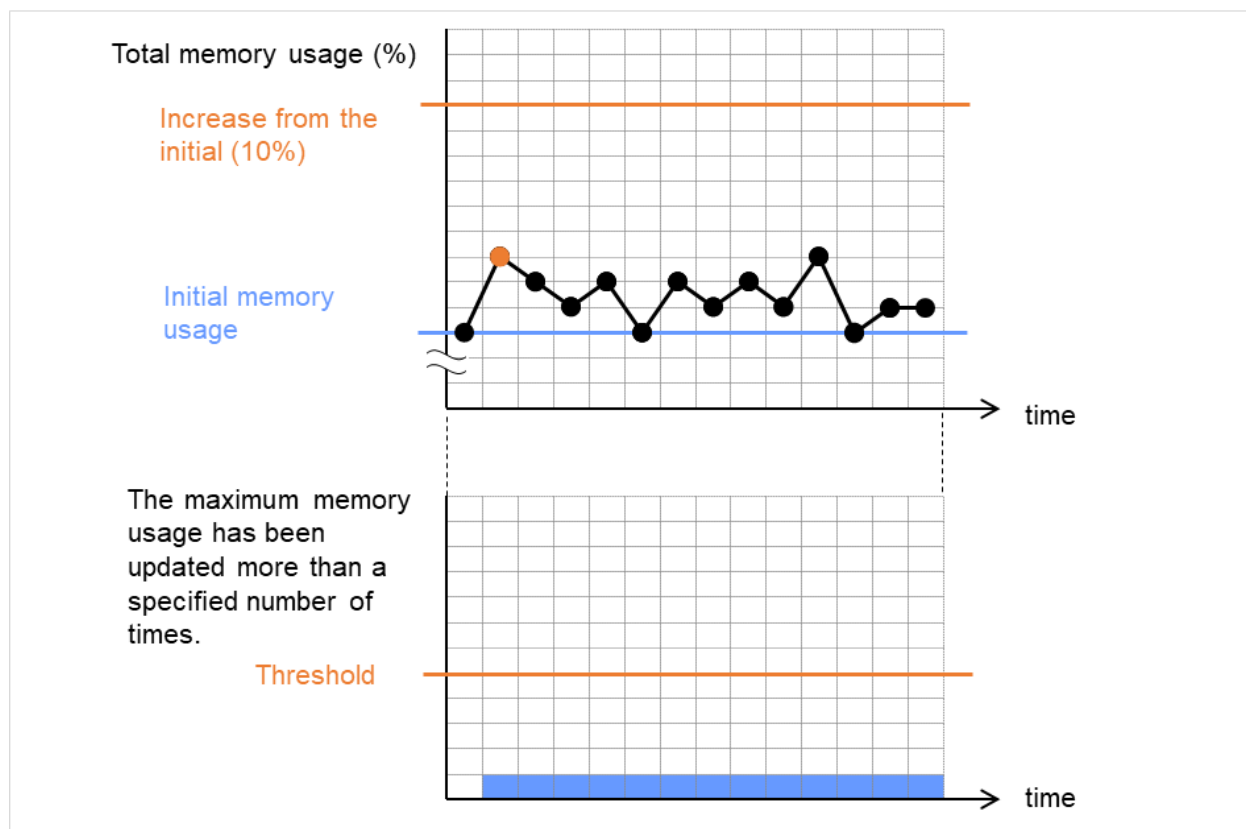 Total memory usage (%)
Increase from the
initial (10%)
Initial memory
usage
time
The maximum memory
usage has been
updated more than a
specified number of
times.
Threshold
time